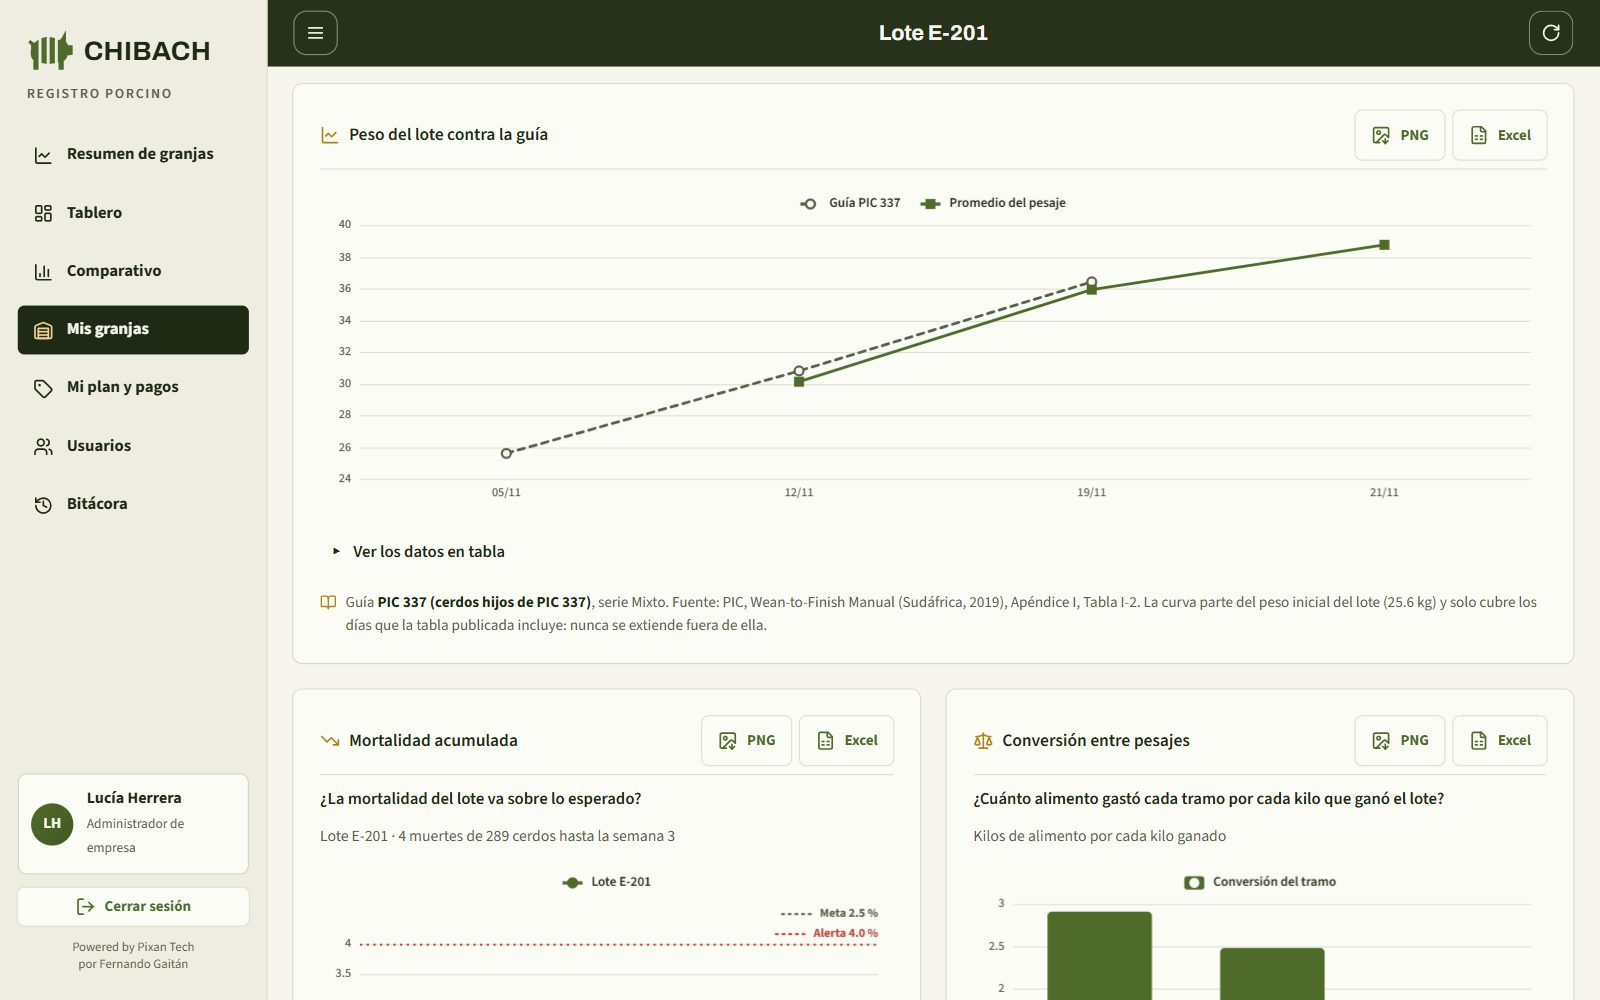 CHIBACH
REGISTRO PORCINO
Resumen de granjas
Tablero
Comparativo
Mis granjas
Mi plan y pagos
Usuarios
Bitácora
LH
Lucía Herrera
Administrador de
empresa
Cerrar sesión
Powered by Pixan Tech
por Fernando Gaitán
Lote E-201
Peso del lote contra la guía
PNG
Excel
Guía PIC 337
Promedio del pesaje
40
38
36
34
32
30
28
26
24
05/11
12/11
19/11
21/11
Ver los datos en tabla
Guía PIC 337 (cerdos hijos de PIC 337), serie Mixto. Fuente: PIC, Wean-to-Finish Manual (Sudáfrica, 2019), Apéndice I, Tabla I-2. La curva parte del peso inicial del lote (25.6 kg) y solo cubre los
días que la tabla publicada incluye: nunca se extiende fuera de ella.
Mortalidad acumulada
PNG
Excel
¿La mortalidad del lote va sobre lo esperado?
Lote E-201 · 4 muertes de 289 cerdos hasta la semana 3
Lote E-201
Meta 2.5 %
Alerta 4.0 %
4
3.5
Conversión entre pesajes
PNG
Excel
¿Cuánto alimento gastó cada tramo por cada kilo que ganó el lote?
Kilos de alimento por cada kilo ganado
Conversión del tramo
3
2.5
2